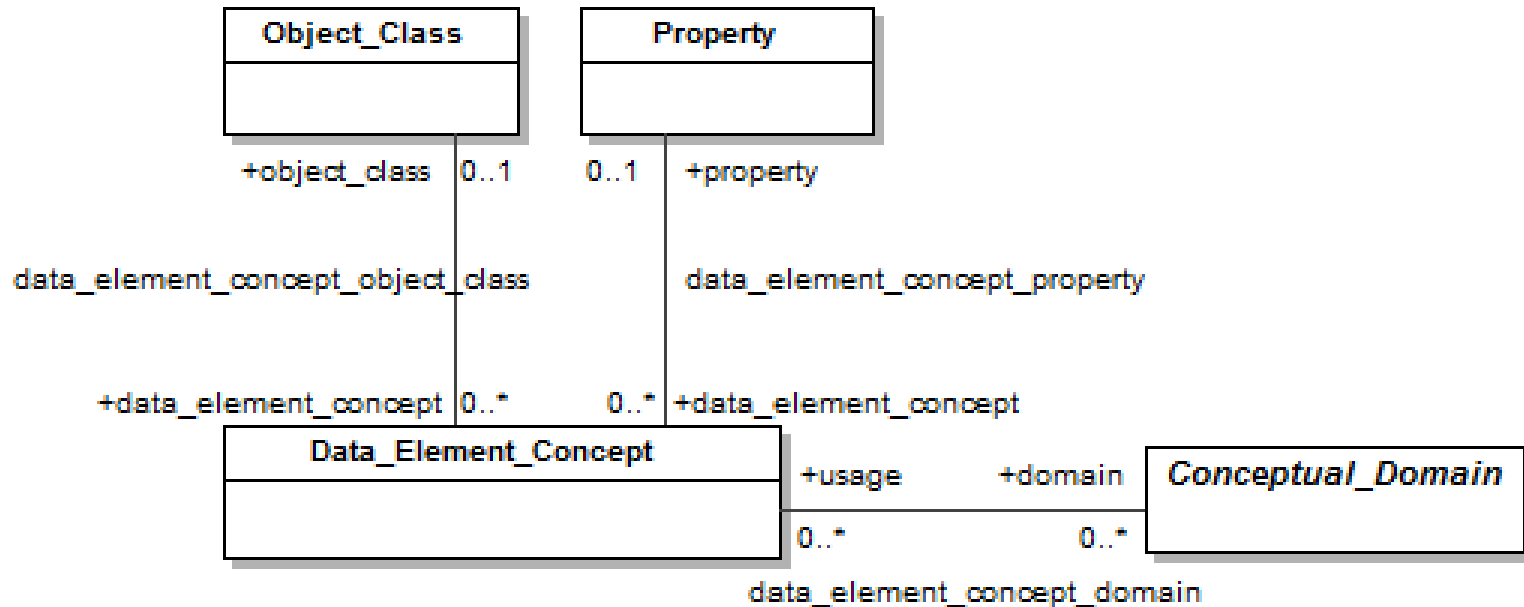 Object_Class Property
+object_class 0..1 0..1 +property
data_element_concept_object_class data_element_concept_property
+data_element_concept 0..* 0..* +data_element_concept
Data_Element_Concept
+usage +domain Conceptual_Domain
0..* 0..*
data_element_concept_domain